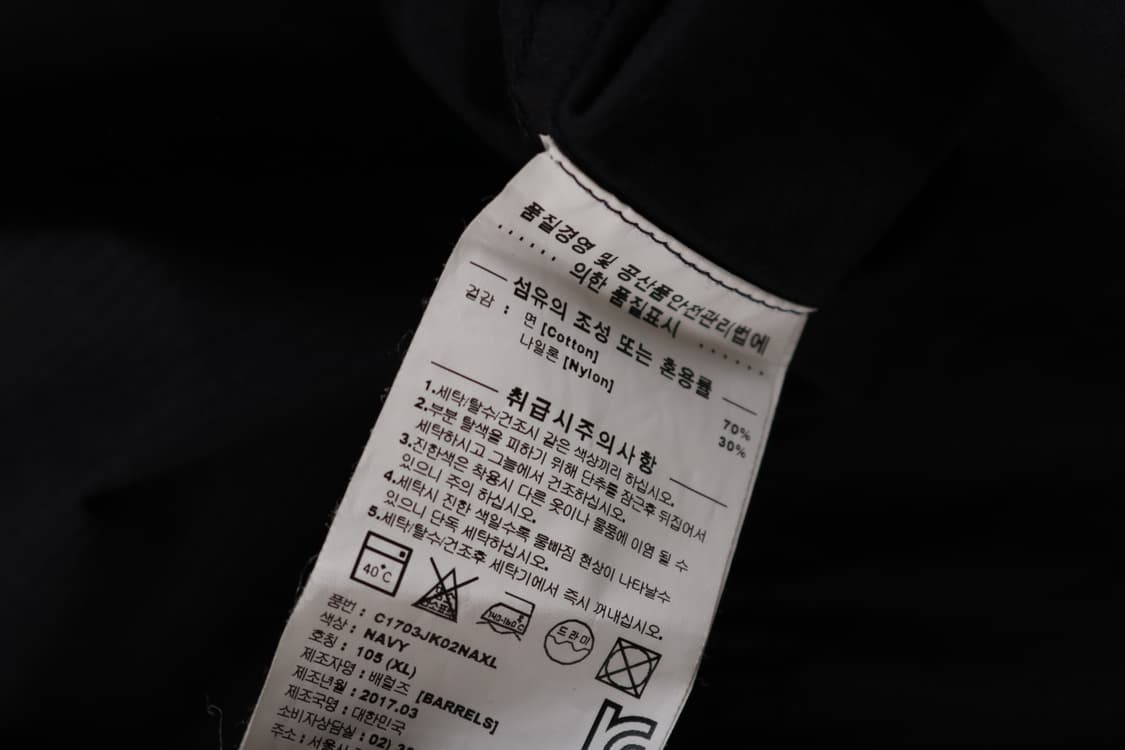 품질경영 및 공산품안전관리법에
...... 의한 품질표시 ......
섬유의 조성 또는 혼용률
겉감 : 면 [Cotton] 70%
나일론 [Nylon] 30%
취급시주의사항
1.세탁/탈수/건조시 같은 색상끼리 하십시오.
2.부분 탈색을 피하기 위해 단추를 잠근후 뒤집어서
세탁하시고 그늘에서 건조하십시오.
3.진한색은 착용시 다른 옷이나 물품에 이염 될 수
있으니 주의 하십시오.
4.세탁시 진한 색일수록 물빠짐 현상이 나타날수
있으니 단독 세탁하십시오.
5.세탁/탈수/건조후 세탁기에서 즉시 꺼내십시오.
40°C
140-160°C
드라이
품번 : C1703JK02NAXL
색상 : NAVY
호칭 : 105 (XL)
제조자명 : 배럴즈 [BARRELS]
제조년월 : 2017.03
제조국명 : 대한민국
소비자상담실 : 02)
주소 :